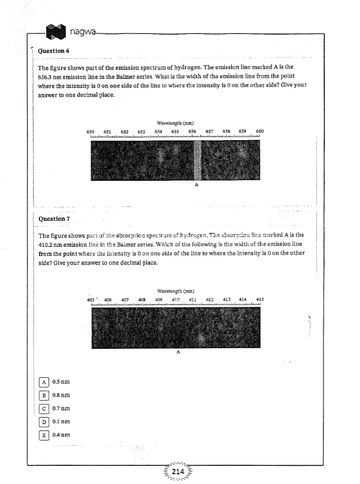 nagwa
Question 6
The figure shows part of the emission spectrum of hydrogen. The emission line marked A is the
656.3 nm emission line in the Balmer series. What is the width of the emission line from the point
where the intensity is 0 on one side of the line to where the intensity is 0 on the other side? Give your
answer to one decimal place.
Wavelength (nm)
650 651 652 653 654 655 656 657 658 659 660
A
Question 7
The figure shows part of the absorption spectrum of hydrogen. The absorption line marked A is the
410.2 nm emission line in the Balmer series. Which of the following is the width of the emission line
from the point where the intensity is 0 on one side of the line to where the intensity is 0 on the other
side? Give your answer to one decimal place.
Wavelength (nm)
405 406 407 408 409 410 411 412 413 414 415
A
A 0.5 nm
B 0.8 nm
C 0.7 nm
D 0.1 nm
E 0.4 nm
214